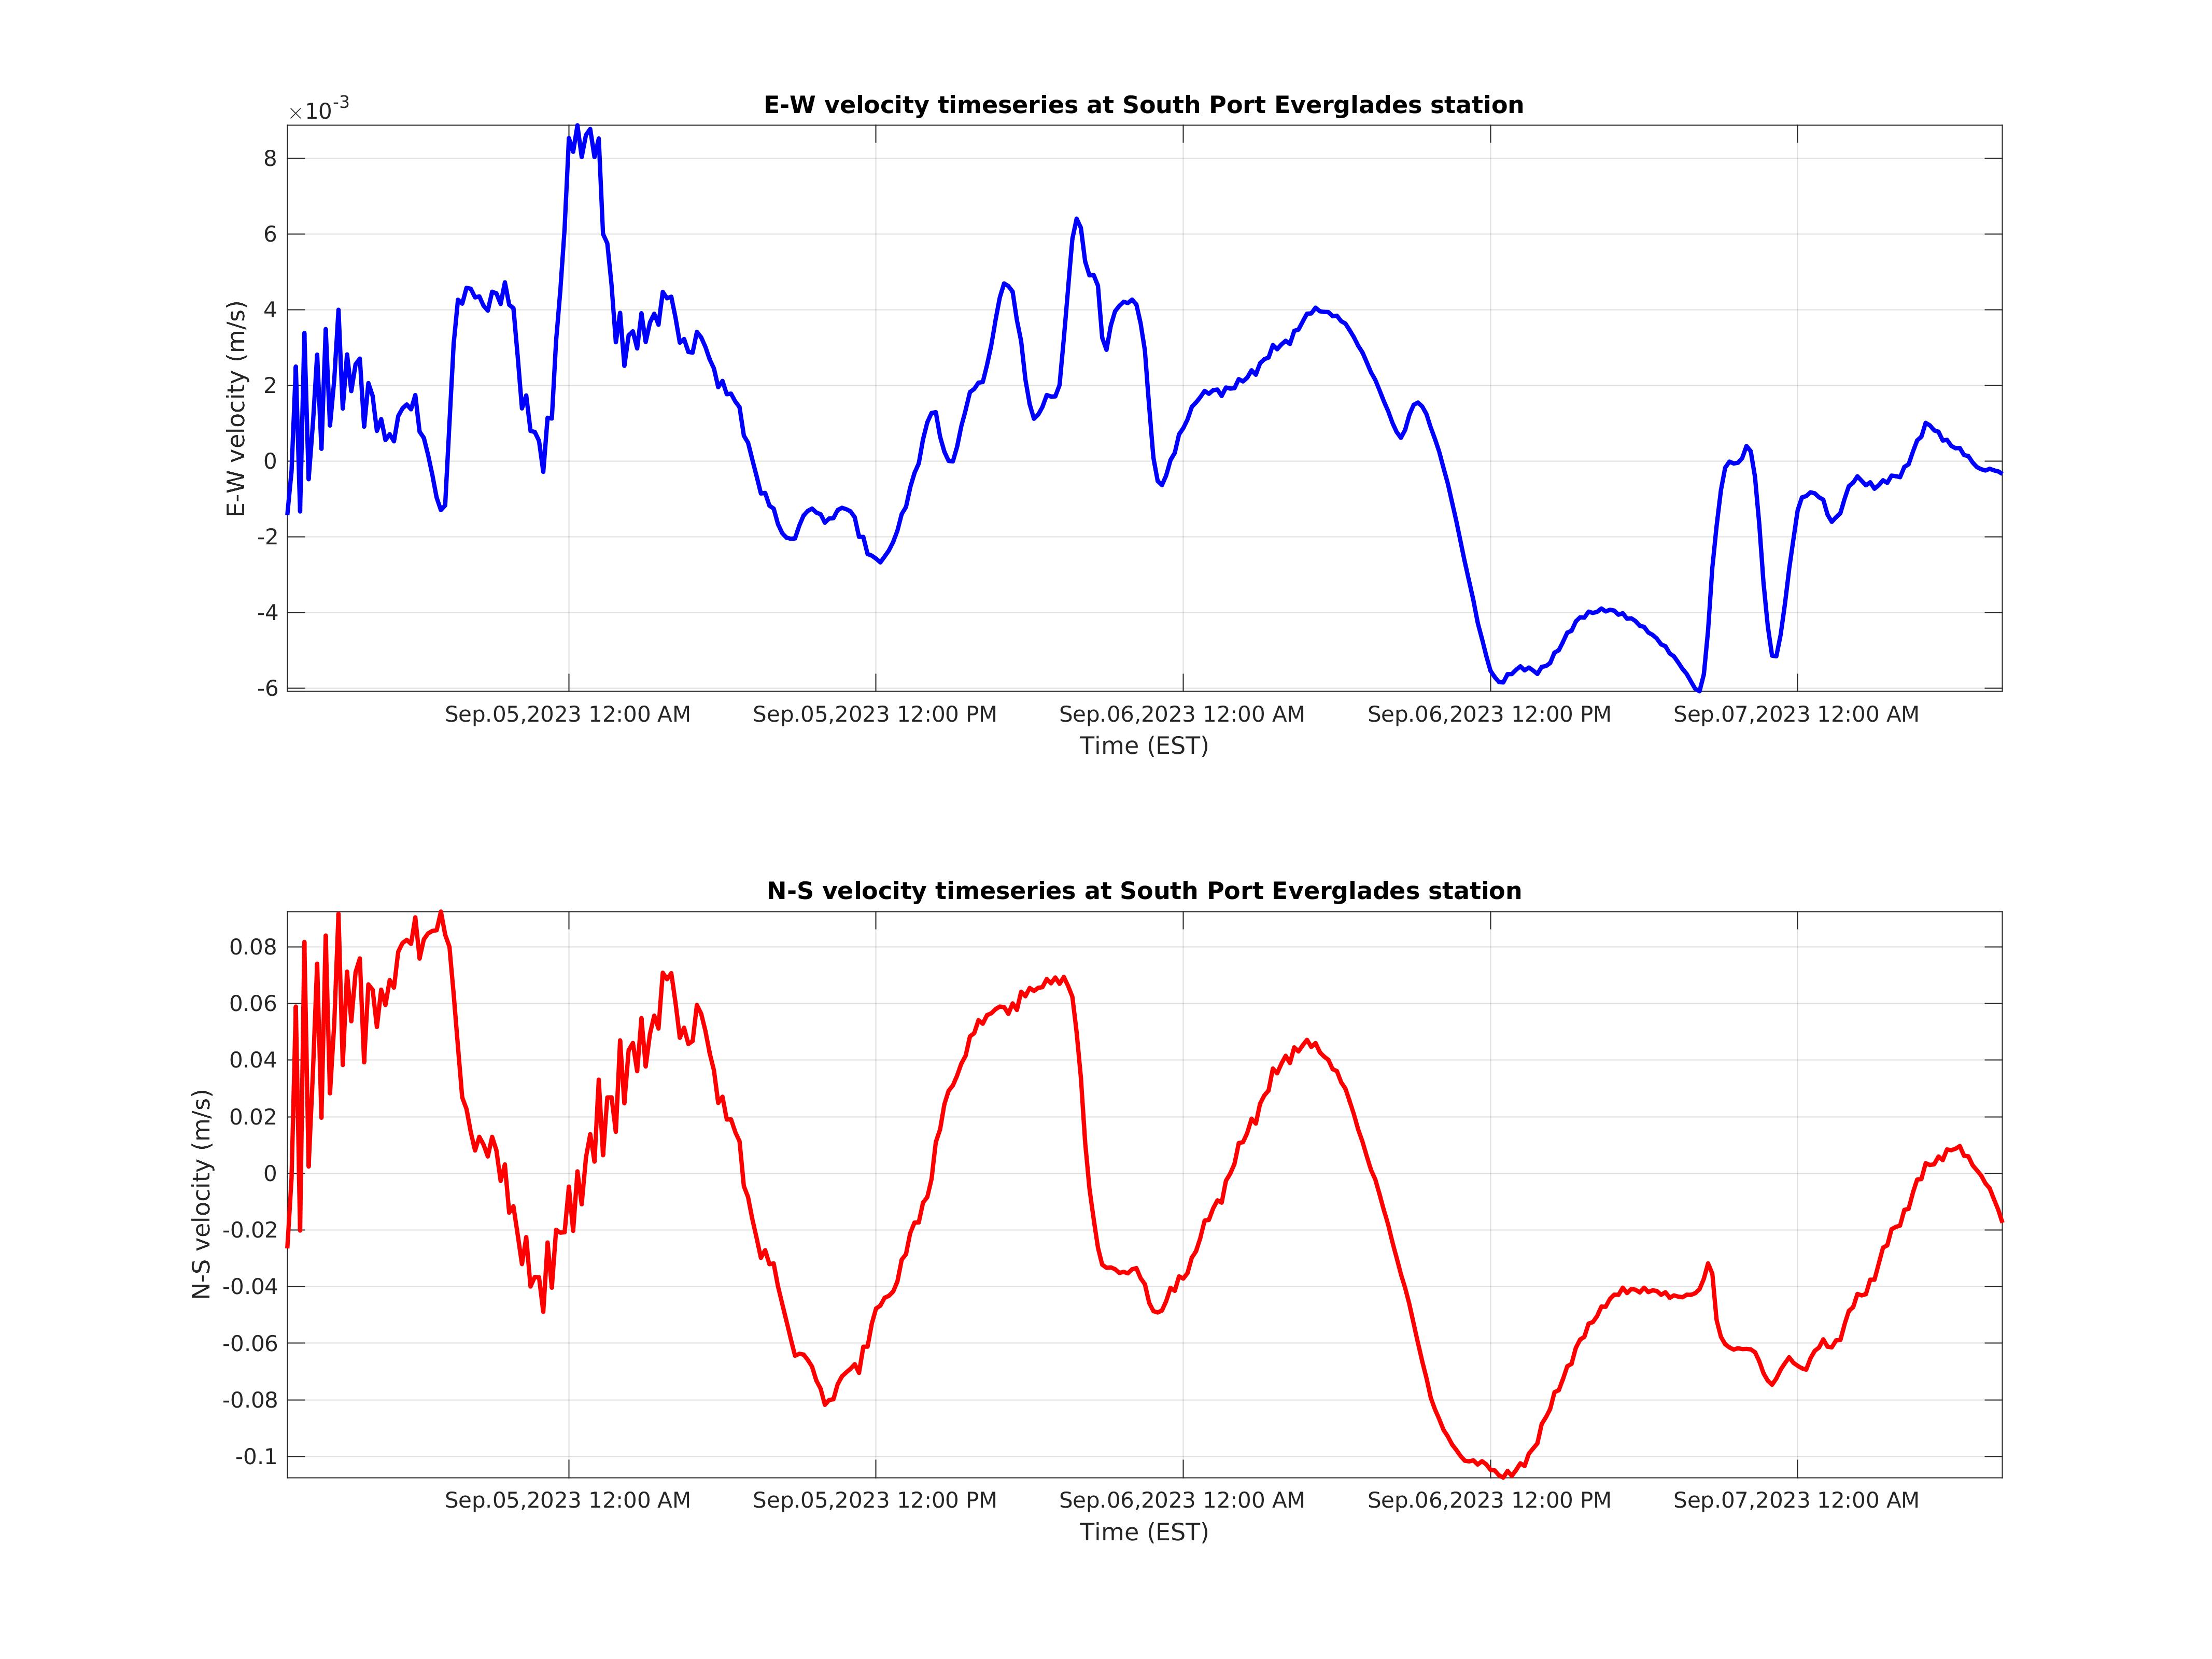 ×10-3
E-W velocity timeseries at South Port Everglades station
8
6
4
2
0
-2
-4
-6
E-W velocity (m/s)
Sep.05,2023 12:00 AM
Sep.05,2023 12:00 PM
Sep.06,2023 12:00 AM
Sep.06,2023 12:00 PM
Sep.07,2023 12:00 AM
Time (EST)
N-S velocity timeseries at South Port Everglades station
0.08
0.06
0.04
0.02
0
-0.02
-0.04
-0.06
-0.08
-0.1
N-S velocity (m/s)
Sep.05,2023 12:00 AM
Sep.05,2023 12:00 PM
Sep.06,2023 12:00 AM
Sep.06,2023 12:00 PM
Sep.07,2023 12:00 AM
Time (EST)